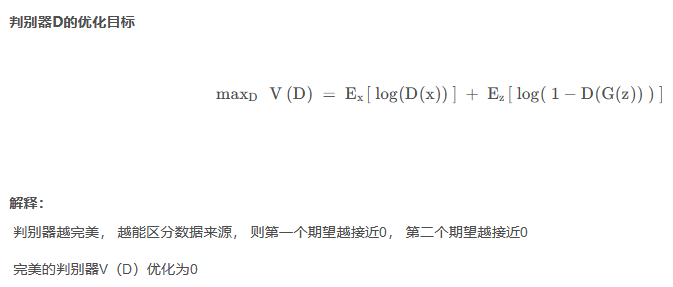 判别器D的优化目标
max_D V (D) = E_x [ log(D(x)) ] + E_z [ log( 1 − D(G(z)) ) ]
解释：
判别器越完美， 越能区分数据来源， 则第一个期望越接近0， 第二个期望越接近0
完美的判别器V（D）优化为0